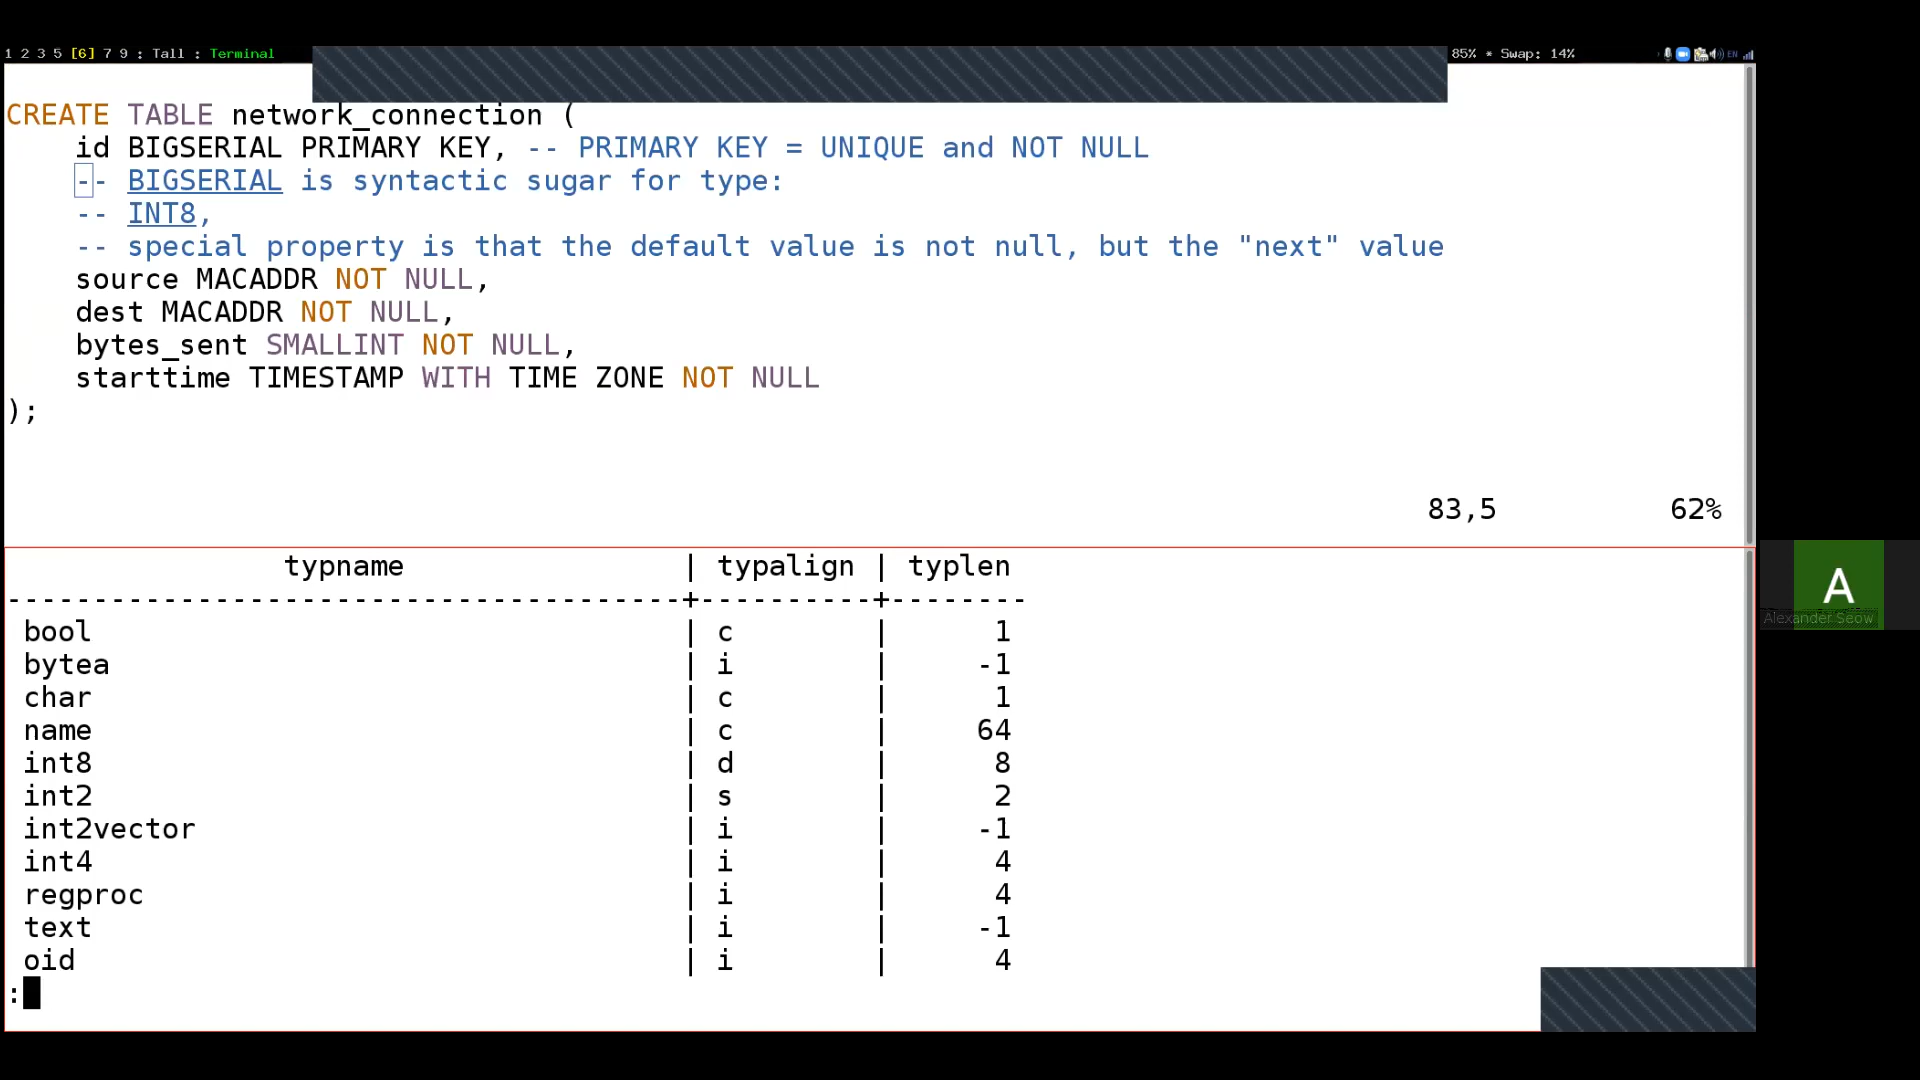 1 2 3 5 [6] 7 9 : Tall : Terminal
85% * Swap: 14%
EN
CREATE TABLE network_connection (
    id BIGSERIAL PRIMARY KEY, -- PRIMARY KEY = UNIQUE and NOT NULL
    -- BIGSERIAL is syntactic sugar for type:
    -- INT8,
    -- special property is that the default value is not null, but the "next" value
    source MACADDR NOT NULL,
    dest MACADDR NOT NULL,
    bytes_sent SMALLINT NOT NULL,
    starttime TIMESTAMP WITH TIME ZONE NOT NULL
);
83,5 62%
typname | typalign | typlen
---------------------------------------+----------+--------
bool | c | 1
bytea | i | -1
char | c | 1
name | c | 64
int8 | d | 8
int2 | s | 2
int2vector | i | -1
int4 | i | 4
regproc | i | 4
text | i | -1
oid | i | 4
:
A
Alexander Seow